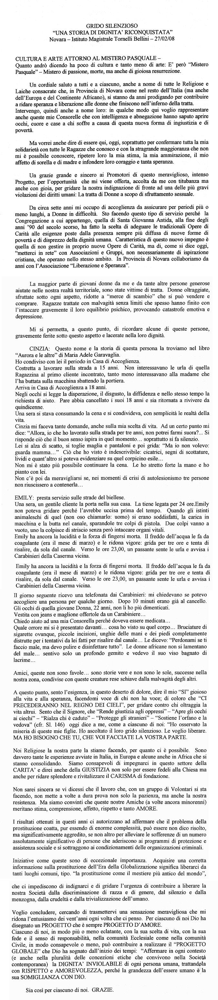 GRIDO SILENZIOSO
“UNA STORIA DI DIGNITA’ RICONQUISTATA”
Novara – Istituto Magistrale Tornelli Bellini – 27/02/08
CULTURA E ARTE ATTORNO AL MISTERO PASQUALE –
Quanto andrò dicendo ha poco di cultura e tanto meno di arte: E’ però “Mistero
Pasquale” – Mistero di passione, morte, ma anche di gioiosa resurrezione.
Un cordiale saluto a tutti e a ciascuno, anche a nome di tutte le Religiose e
Laiche consacrate che, in Provincia di Novara come nel resto dell’Italia (ma anche
dell’Europa e del Continente Africano), si stanno da anni prodigando per contribuire
a ridare speranza e liberazione alle donne che finiscono nell’inferno della tratta.
Intervengo, quindi anche a nome loro: in qualche modo qui voglio rappresentare
anche queste mie Consorelle che con intelligenza e abnegazione hanno saputo aprire
occhi, cuore e case a chi soffre a causa di questa nuova forma di ingiustizia e di
povertà.
Ma vorrei anche dire di essere qui, oggi, soprattutto per confermare tutta la mia
solidarietà con tutte le Ragazze che conosco e con la stragrande maggioranza che non
mi è possibile conoscere, ripetere loro la mia stima, la mia ammirazione, il mio
affetto di sorella e di madre e infondere loro coraggio e tanta speranza.
Un grazie grande e sincero ai Promotori di questo meraviglioso, intenso
Progetto, per l’opportunità che mi viene offerta, accolta da me con titubanza ma
anche con gioia, per gridare la nostra indignazione di fronte ad una delle più gravi
violazioni dei diritti umani: La tratta di Donne a scopo di sfruttamento sessuale.
Da circa sette anni mi occupo di accoglienza da assicurare per periodi più o
meno lunghi, a Donne in difficoltà. Sto facendo questo tipo di servizio perché la
Congregazione a cui appartengo, quella di Santa Giovanna Antida, alla fine degli
anni ’90 del secolo scorso, ha fatto la scelta di adeguare le tradizionali Opere di
Carità alle esigenze poste dalla presenza sempre più diffusa di nuove forme di
povertà e di disprezzo della dignità umana. Caratteristica di questo nuovo impegno è
quella di non gestire in proprio nuove Opere di Carità, ma di, come si dice oggi,
“metterci in rete” con Associazioni e Gruppi, non necessariamente di ispirazione
cristiana, che operano nello stesso ambito. In Provincia di Novara collaboriamo da
anni con l’Associazione “Liberazione e Speranza”.
La maggior parte di giovani donne da me e da tante altre persone generose
aiutate nelle nostra realtà territoriale, sono state vittime di tratta. Donne oltraggiate,
sfruttate sotto ogni aspetto, ridotte a “merce di scambio” che si può vendere e
comprare. Ragazze trattate con malvagità senza limiti che spesso hanno finito con
l’intaccare gravemente il loro equilibrio psichico, provocando catastrofe emotiva e
depressione.
Mi si permetta, a questo punto, di ricordare alcune di queste persone,
gravemente ferite sotto questo aspetto e lacerate nella loro dignità.
CINZIA: Questo nome e la storia di questa persona la troviamo nel libro
“Aurora e le altre” di Maria Adele Garavaglia.
Ho condiviso con lei il periodo in Casa di Accoglienza.
Costretta a lavorare sulla strada a 15 anni. Non interessavano le urla di quella
Ragazzina al primo cliente incontrato, tanto meno interessavano alla madame che
l’ha buttata sulla macchina sbattendo la portiera.
Arriva in Casa di Accoglienza a 18 anni.
Negli occhi si legge la disperazione, il disgusto, la diffidenza e nello stesso tempo la
richiesta di aiuto. Pare abbia cancellato i suoi 18 anni e sia ritornata a rivivere da
quindicenne.
Una sera si stava consumando la cena e si condivideva, con semplicità le realtà della
vita.
Cinzia mi faceva tante domande, anche sulla mia scelta di vita. Ad un certo punto mi
dice: “Allora, io che ho lavorato sulla strada per tre anni, non potrei farmi suora?... Si
risponde ciò che il buon senso ispira in quel momento… soprattutto si fa silenzio.
Lei si alza di scatto, si toglie maglia e pantaloni e poi grida: “Ma io non volevo:
guarda mamma…” Ciò che ho visto è indescrivibile: cicatrici, segni di scottature,
lividi e quant’altro si poteva evidenziare su quel corpicino esile…
Non mi è stato più possibile continuare la cena. Le ho stretto forte la mano e ho
pianto con lei.
Non c’è poi da meravigliarsi se, nei momenti di crisi di autolesionismo tre persone
non riuscissero a contenerla…
EMILY: presta servizio sulle strade del biellese.
Una sera, un gentile cliente la porta nella sua casa. La tiene legata per 24 ore.Emily
non poteva gridare perché l’avrebbe uccisa prima del tempo. Quando gli istinti
animaleschi di quel (non oso chiamarlo: uomo) si erano soddisfatti, la carica in
macchina e la butta nel canale, sparandole tre colpi di pistola. Due colpi vanno a
vuoto, uno la colpisce di striscio senza però intaccare organi vitali.
Emily ha ancora la lucidità e la forza di fingersi morta. Il freddo dell’acqua le fa da
coagulante (era il mese di marzo) e le ridona vigore: grida per tre ore e tenta di
risalire, da sola dal canale. Verso le ore 23,00, un passante sente le urla e avvisa i
Carabinieri della Caserma vicina.
Emily ha ancora la lucidità e la forza di fingersi morta. Il freddo dell’acqua le fa da
coagulante (era il mese di marzo) e le ridona vigore: grida per tre ore e tenta di
risalire, da sola dal canale. Verso le ore 23,00, un passante sente le urla e avvisa i
Carabinieri della Caserma vicina.
Il giorno seguente ricevo una telefonata dai Carabinieri: mi chiedevano se potevo
accogliere una persona per qualche giorno. Dopo 10 minuti erano già al cancello.
Gli occhi di quella giovane Donna, 22 anni, non li ho più dimenticati.
Vestita con jeans e maglione offertole da un Carabiniere…
Chiedo aiuto ad una mia Consorella perché doveva essere medicata…
Quale orrore mi si è presentato davanti… cosa ho visto su quel corpo… Bruciature di
sigarette ovunque, piccole incisioni, unghie delle mani e dei piedi completamente
distrutte per i tentativi da lei fatti per risalire dal canale… Le dicevo: “Perdonami se ti
faccio male, ma devo pulire e disinfettare tutto”. Le donne africane non si lamentano
del male… sentivo solo un profondo gemito e vedevo il suo viso bagnato di
lacrime…
Amici, queste non sono favole… sono storie vere e non sono le sole, successe nella
nostra zona, condivise con queste creature rese schiave dalla malvagità degli altri.
A questo punto, sento l’esigenza, in questo deserto di dolore, dire il mio “SI” gioioso
alla vita e alla speranza, facendomi voce di chi non ha voce; di coloro che “CI
PRECEDERANNO NEL REGNO DEI CIELI”, per gridare contro chi oltraggia la
vita altrui. Sento che il Signore, che “Rende giustizia agli oppressi” – “Apre gli occhi
ai ciechi” – “Rialza chi è caduto” – “Protegge gli stranieri” – “Sostiene l’orfano e la
vedova” (cfr. Sl. 146) oggi dice a me, come a ciascuno di noi: “Ho osservato la
miseria di queste mie figlie. Ho ascoltato il loro grido silenzioso. Le voglio liberare.
MA HO BISOGNO CHE TU, CHE VOI FACCIATE LA VOSTRA PARTE.
Noi Religiose la nostra parte la stiamo facendo, per quanto ci è possibile. Sono
davvero tante le esperienze avviate in Italia, in Europa e alcune anche in Africa che si
stanno consolidando. Siamo consapevoli di impegnarci in questo settore della
CARITA’ e direi anche della GIUSTIZIA non solo per essere fedeli alla Chiesa ma
anche per ridare splendore e rivitalizzare il CARISMA di fondazione.
Non sarei sincera se vi dicessi che il lavoro che, con un gruppo di Volontari si sta
facendo, non mette a volte a dura prova non solo la pazienza, ma anche la nostra
resistenza. Ma siamo convinti che queste nostre Amiche (a volte ancora minorenni)
meritano stima, comprensione, affetto, rispetto e tanto AMORE.
I risultati ottenuti in questi anni ci autorizzano ad affermare che il problema della
prostituzione coatta, pur essendo di enorme complessità, può essere non dico risolto,
ma significativamente aggredito, se non altro per alleviare le sofferenze di un numero
assolutamente significativo di persone che aderiscono ai programmi di protezione e
assistenza sociale e si sottraggono ai condizionamenti delle organizzazioni criminali.
Iniziative come queste sono di eccezionale importanza. Acquisire una corretta
informazione sulla prostituzione dell’Era della Globalizzazione significa liberarci da
tanti luoghi comuni, tipo. “la prostituzione come il mestiere più antico del mondo”,
che ci impediscono di indignarci e di gridare l’urgenza di contribuire a liberare la
nostra Società dalla discriminazione di razza e di genere, dal silenzio e dalla
menzogna, dalla crudeltà e dalla trivializzazione dell’umano.
Voglio concludere, cercando di trasmettervi una sensazione meravigliosa che mi
ridona l’entusiasmo dei vent’anni ogni volta che ci penso. Per ciascuno di noi Dio ha
disegnato un PROGETTO che è sempre PROGETTO D’AMORE.
Ciascuno di noi, in modo più o meno eclatante, con la sua scelta di vita, con la sua
fede e il senso di responsabilità, nella comunità Ecclesiale come nella comunità
Civile, in modo consapevole o meno, può contribuire a realizzare il “PROGETTO
GLOBALE” che Dio ha sognato dall’inizio dei tempi: “Affermare in ogni contesto
(e anche nella pluralità delle concezioni etiche che convivono nella Società
contemporanea) la DIGNITA’ INVIOLABILE di ogni persona umana, trattandola
con RISPETTO e AMOREVOLEZZA, perché la grandezza dell’essere umano è la
sua SOMIGLIANZA CON DIO.
Sia così per ciascuno di noi. GRAZIE.